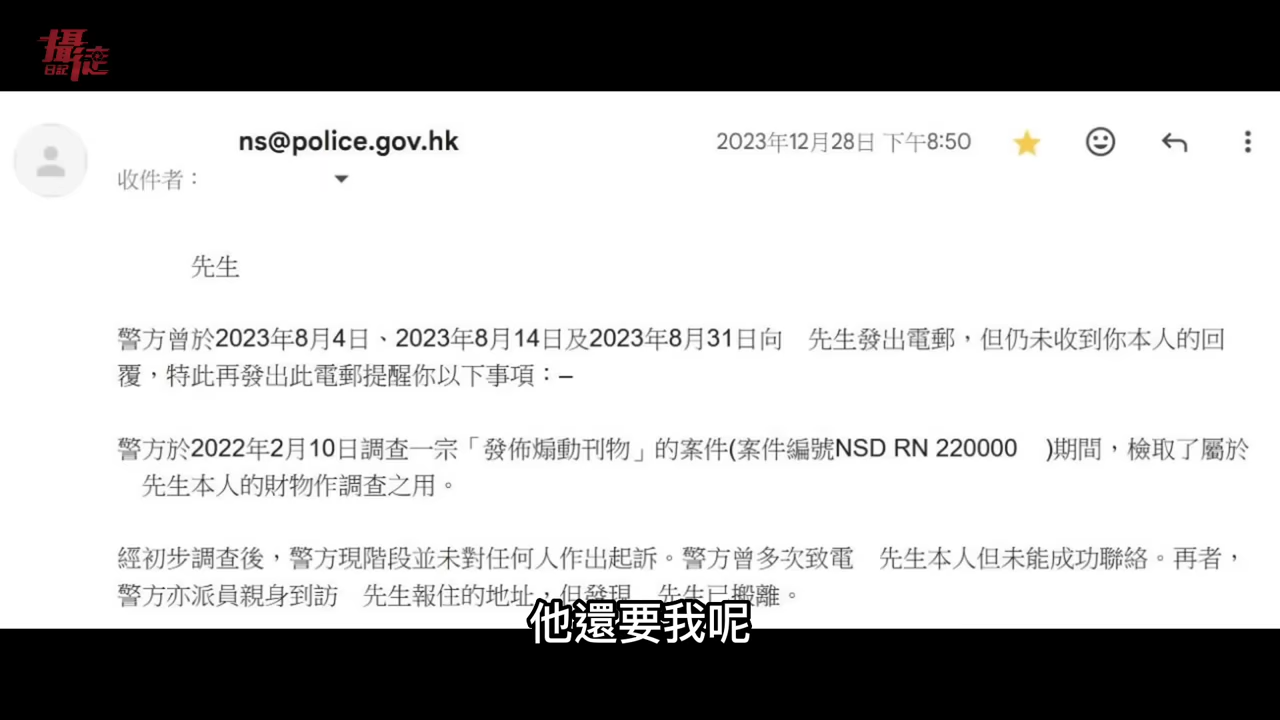 攝徒
日記
ns@police.gov.hk
2023年12月28日 下午8:50
收件者：
先生
警方曾於2023年8月4日、2023年8月14日及2023年8月31日向 先生發出電郵，但仍未收到你本人的回
覆，特此再發出此電郵提醒你以下事項：–
警方於2022年2月10日調查一宗「發佈煽動刊物」的案件(案件編號NSD RN 220000 )期間，檢取了屬於
先生本人的財物作調查之用。
經初步調查後，警方現階段並未對任何人作出起訴。警方曾多次致電 先生本人但未能成功聯絡。再者，
警方亦派員親身到訪 先生報住的地址，但發現 先生已搬離。
他還要我呢